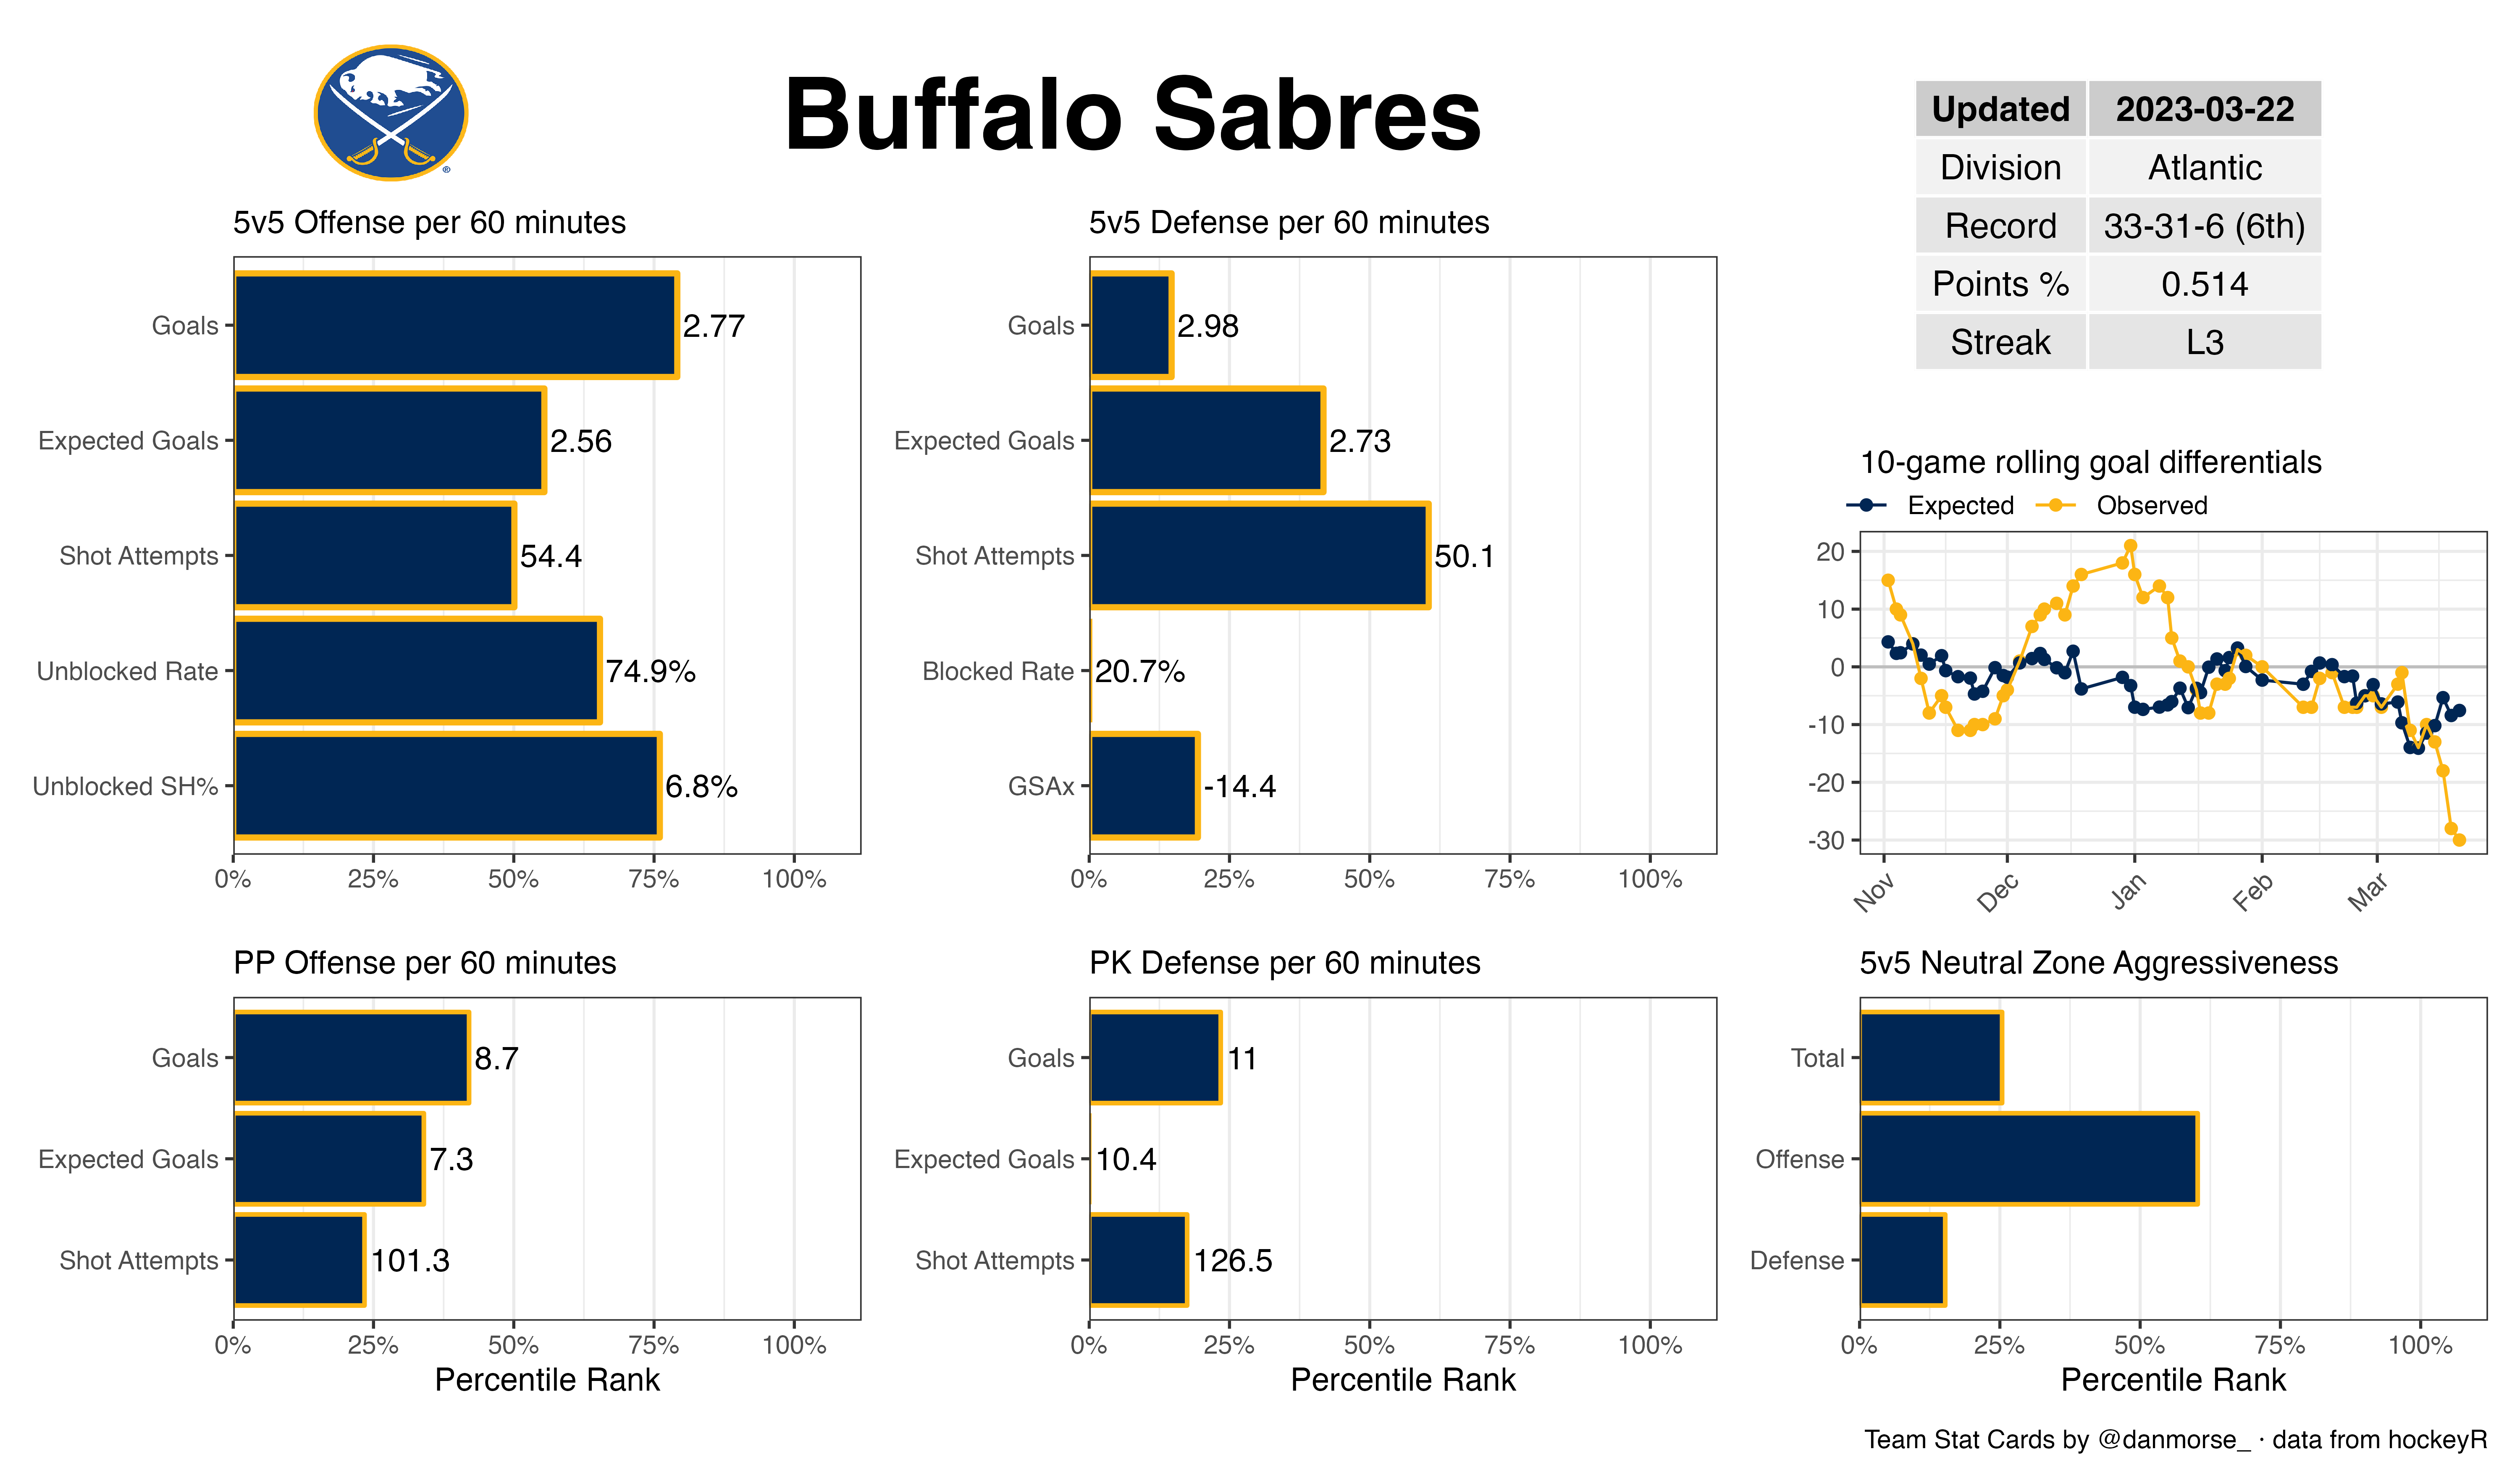 Buffalo Sabres
®
Updated 2023-03-22
Division Atlantic
Record 33-31-6 (6th)
Points % 0.514
Streak L3
5v5 Offense per 60 minutes
Goals 2.77
Expected Goals 2.56
Shot Attempts 54.4
Unblocked Rate 74.9%
Unblocked SH% 6.8%
0% 25% 50% 75% 100%
5v5 Defense per 60 minutes
Goals 2.98
Expected Goals 2.73
Shot Attempts 50.1
Blocked Rate 20.7%
GSAx -14.4
0% 25% 50% 75% 100%
10-game rolling goal differentials
Expected Observed
20
10
0
-10
-20
-30
Nov Dec Jan Feb Mar
PP Offense per 60 minutes
Goals 8.7
Expected Goals 7.3
Shot Attempts 101.3
0% 25% 50% 75% 100%
Percentile Rank
PK Defense per 60 minutes
Goals 11
Expected Goals 10.4
Shot Attempts 126.5
0% 25% 50% 75% 100%
Percentile Rank
5v5 Neutral Zone Aggressiveness
Total
Offense
Defense
0% 25% 50% 75% 100%
Percentile Rank
Team Stat Cards by @danmorse_ · data from hockeyR